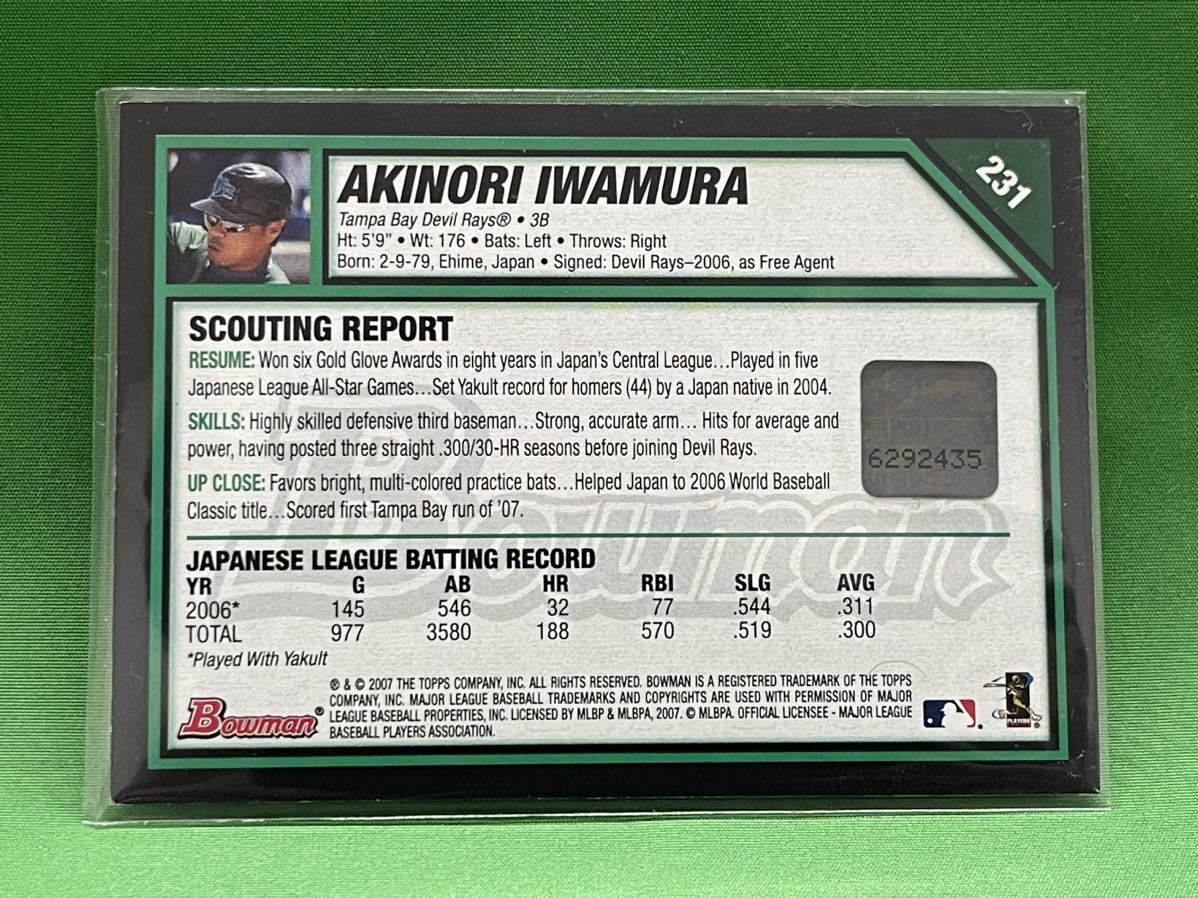 AKINORI IWAMURA
231
Tampa Bay Devil Rays® • 3B
Ht: 5'9" • Wt: 176 • Bats: Left • Throws: Right
Born: 2-9-79, Ehime, Japan • Signed: Devil Rays–2006, as Free Agent
SCOUTING REPORT
RESUME: Won six Gold Glove Awards in eight years in Japan's Central League...Played in five
Japanese League All-Star Games...Set Yakult record for homers (44) by a Japan native in 2004.
SKILLS: Highly skilled defensive third baseman...Strong, accurate arm... Hits for average and
power, having posted three straight .300/30-HR seasons before joining Devil Rays.
UP CLOSE: Favors bright, multi-colored practice bats...Helped Japan to 2006 World Baseball
Classic title...Scored first Tampa Bay run of '07.
6292435
Bowman
JAPANESE LEAGUE BATTING RECORD
YR G AB HR RBI SLG AVG
2006* 145 546 32 77 .544 .311
TOTAL 977 3580 188 570 .519 .300
*Played With Yakult
Bowman®
® & © 2007 THE TOPPS COMPANY, INC. ALL RIGHTS RESERVED. BOWMAN IS A REGISTERED TRADEMARK OF THE TOPPS
COMPANY, INC. MAJOR LEAGUE BASEBALL TRADEMARKS AND COPYRIGHTS ARE USED WITH PERMISSION OF MAJOR
LEAGUE BASEBALL PROPERTIES, INC. LICENSED BY MLBP & MLBPA, 2007. © MLBPA. OFFICIAL LICENSEE - MAJOR LEAGUE
BASEBALL PLAYERS ASSOCIATION.
PLAYERS